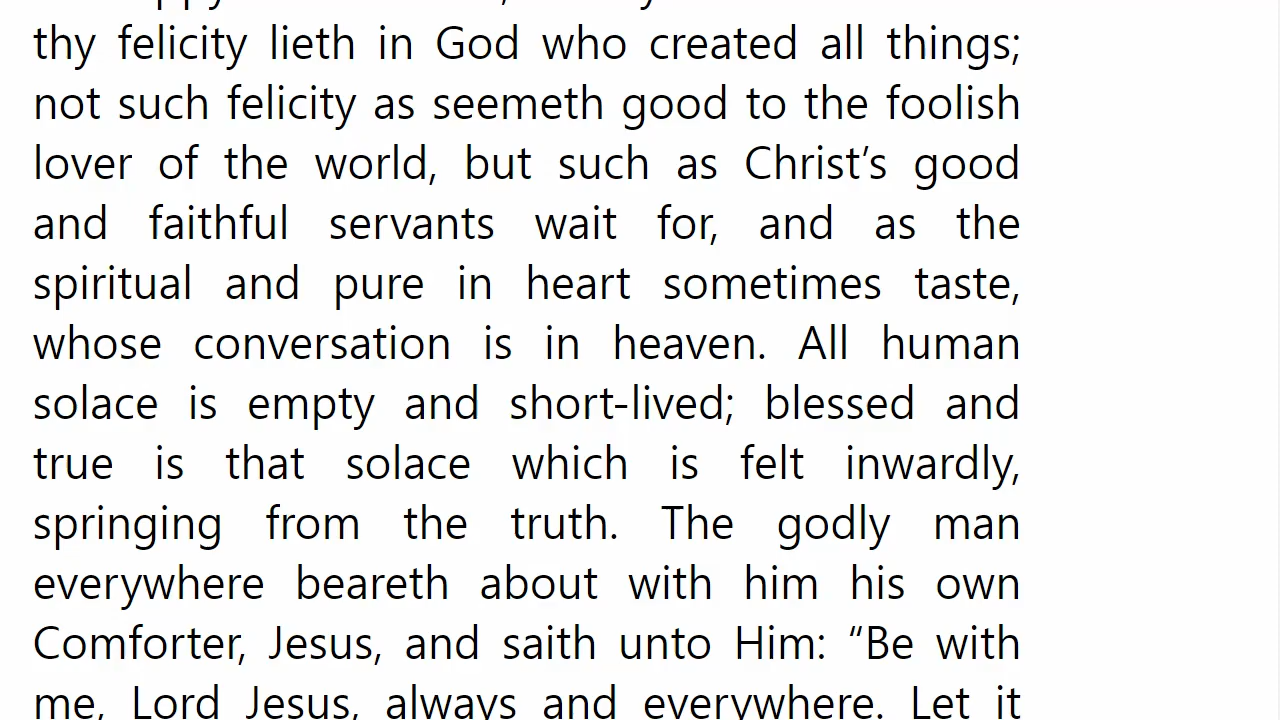 thy felicity lieth in God who created all things;
not such felicity as seemeth good to the foolish
lover of the world, but such as Christ’s good
and faithful servants wait for, and as the
spiritual and pure in heart sometimes taste,
whose conversation is in heaven. All human
solace is empty and short-lived; blessed and
true is that solace which is felt inwardly,
springing from the truth. The godly man
everywhere beareth about with him his own
Comforter, Jesus, and saith unto Him: “Be with
me, Lord Jesus, always and everywhere. Let it